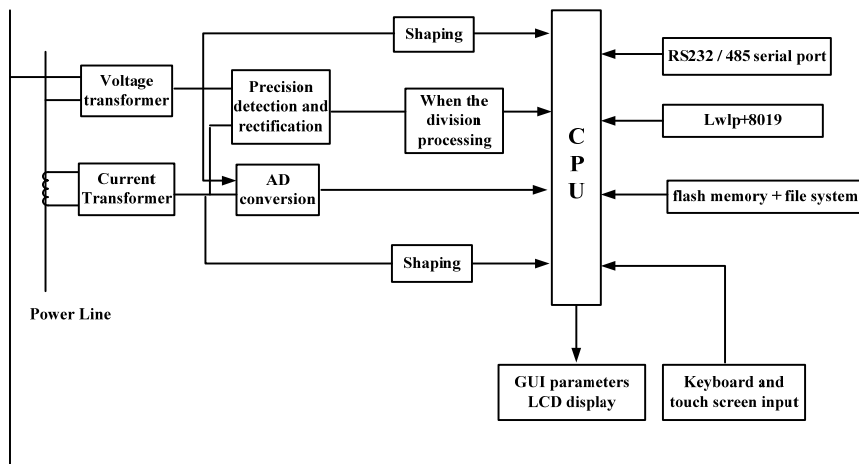 Shaping
Voltage
transformer
Precision
detection and
rectification
When the
division
processing
Current
Transformer
AD
conversion
Shaping
Power Line
C
P
U
RS232 / 485 serial port
Lwlp+8019
flash memory + file system
GUI parameters
LCD display
Keyboard and
touch screen input